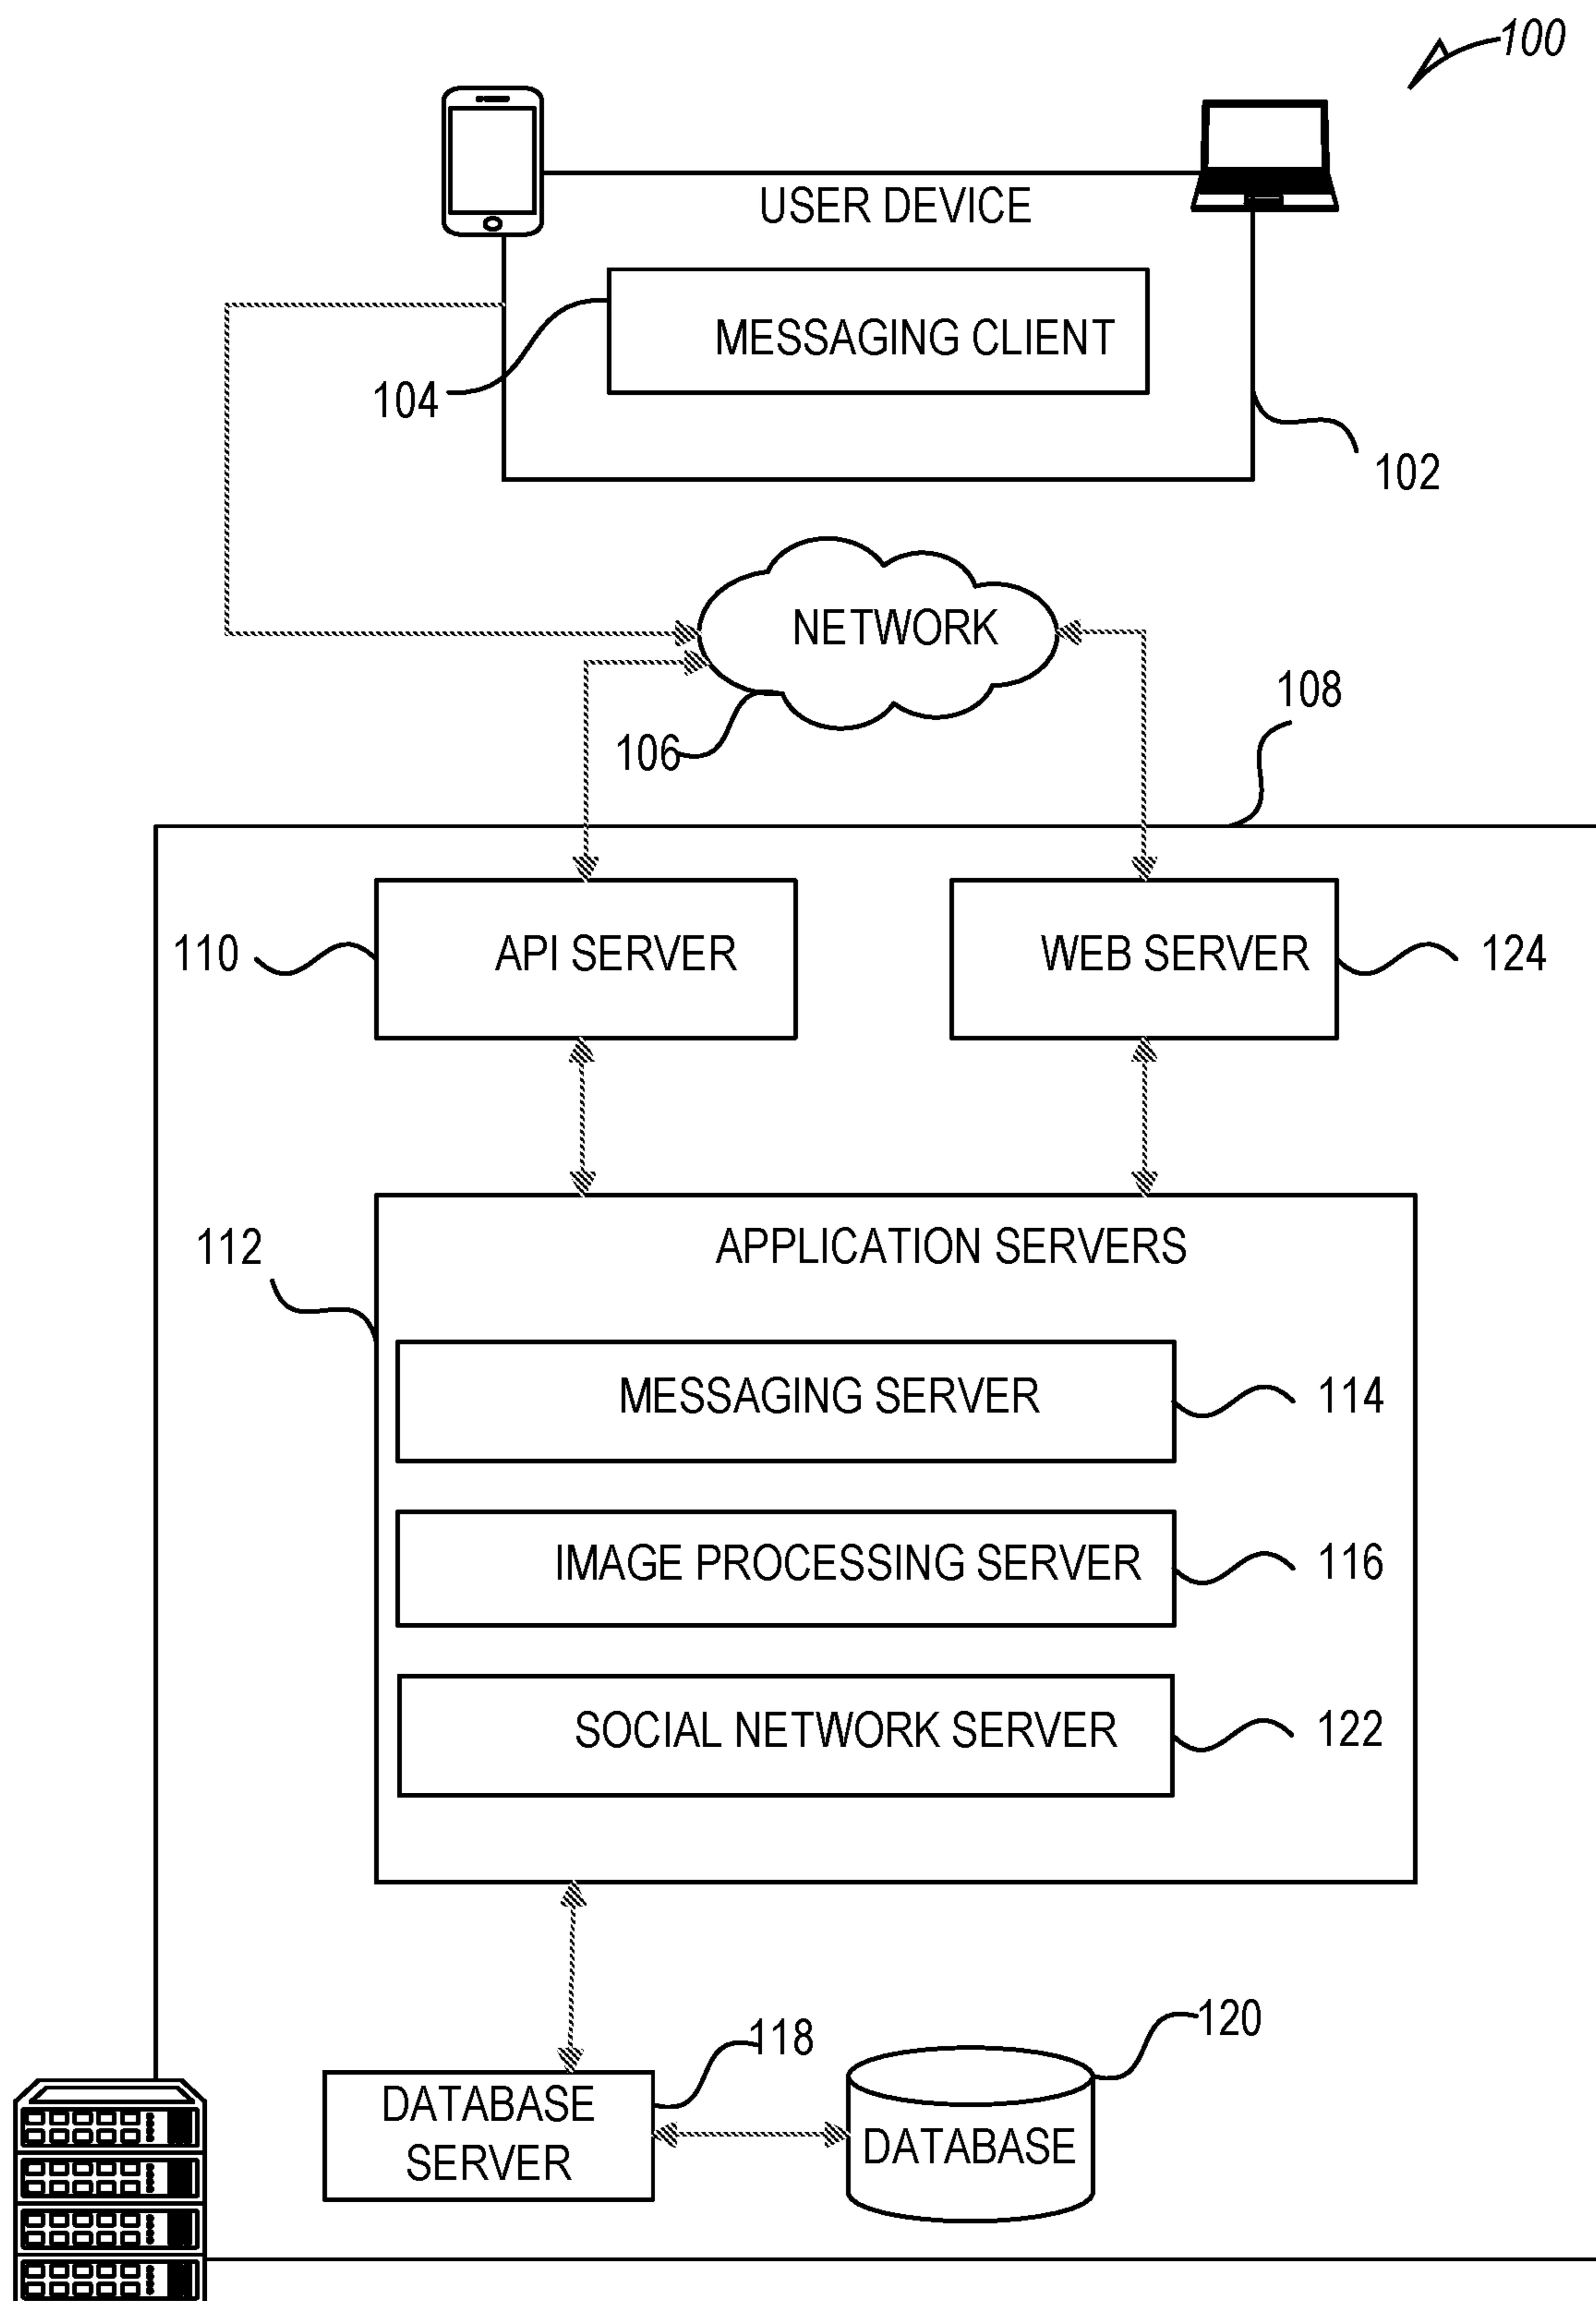 100
USER DEVICE
MESSAGING CLIENT
104
102
NETWORK
106
108
110
API SERVER
WEB SERVER
124
112
APPLICATION SERVERS
MESSAGING SERVER
114
IMAGE PROCESSING SERVER
116
SOCIAL NETWORK SERVER
122
118
120
DATABASE
SERVER
DATABASE